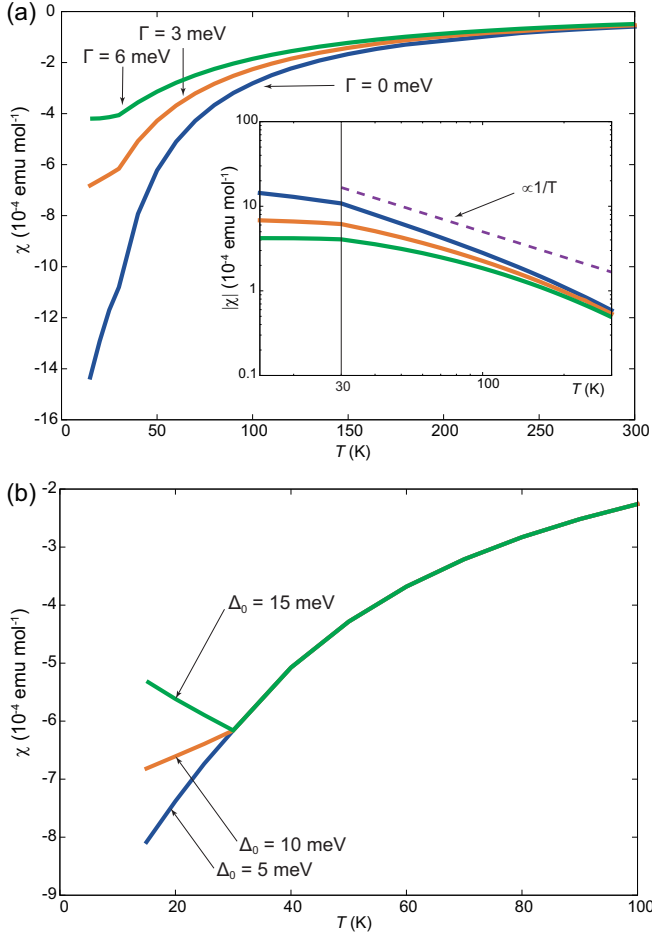 (a)
0
-2
-4
-6
-8
-10
-12
-14
-16
χ (10⁻⁴ emu mol⁻¹)
Γ = 3 meV
Γ = 6 meV
Γ = 0 meV
100
10
1
0.1
|χ| (10⁻⁴ emu mol⁻¹)
∝1/T
30 100 T (K)
0 50 100 150 200 250 300
T (K)
(b)
-2
-3
-4
-5
-6
-7
-8
-9
χ (10⁻⁴ emu mol⁻¹)
Δ₀ = 15 meV
Δ₀ = 10 meV
Δ₀ = 5 meV
0 20 40 60 80 100
T (K)